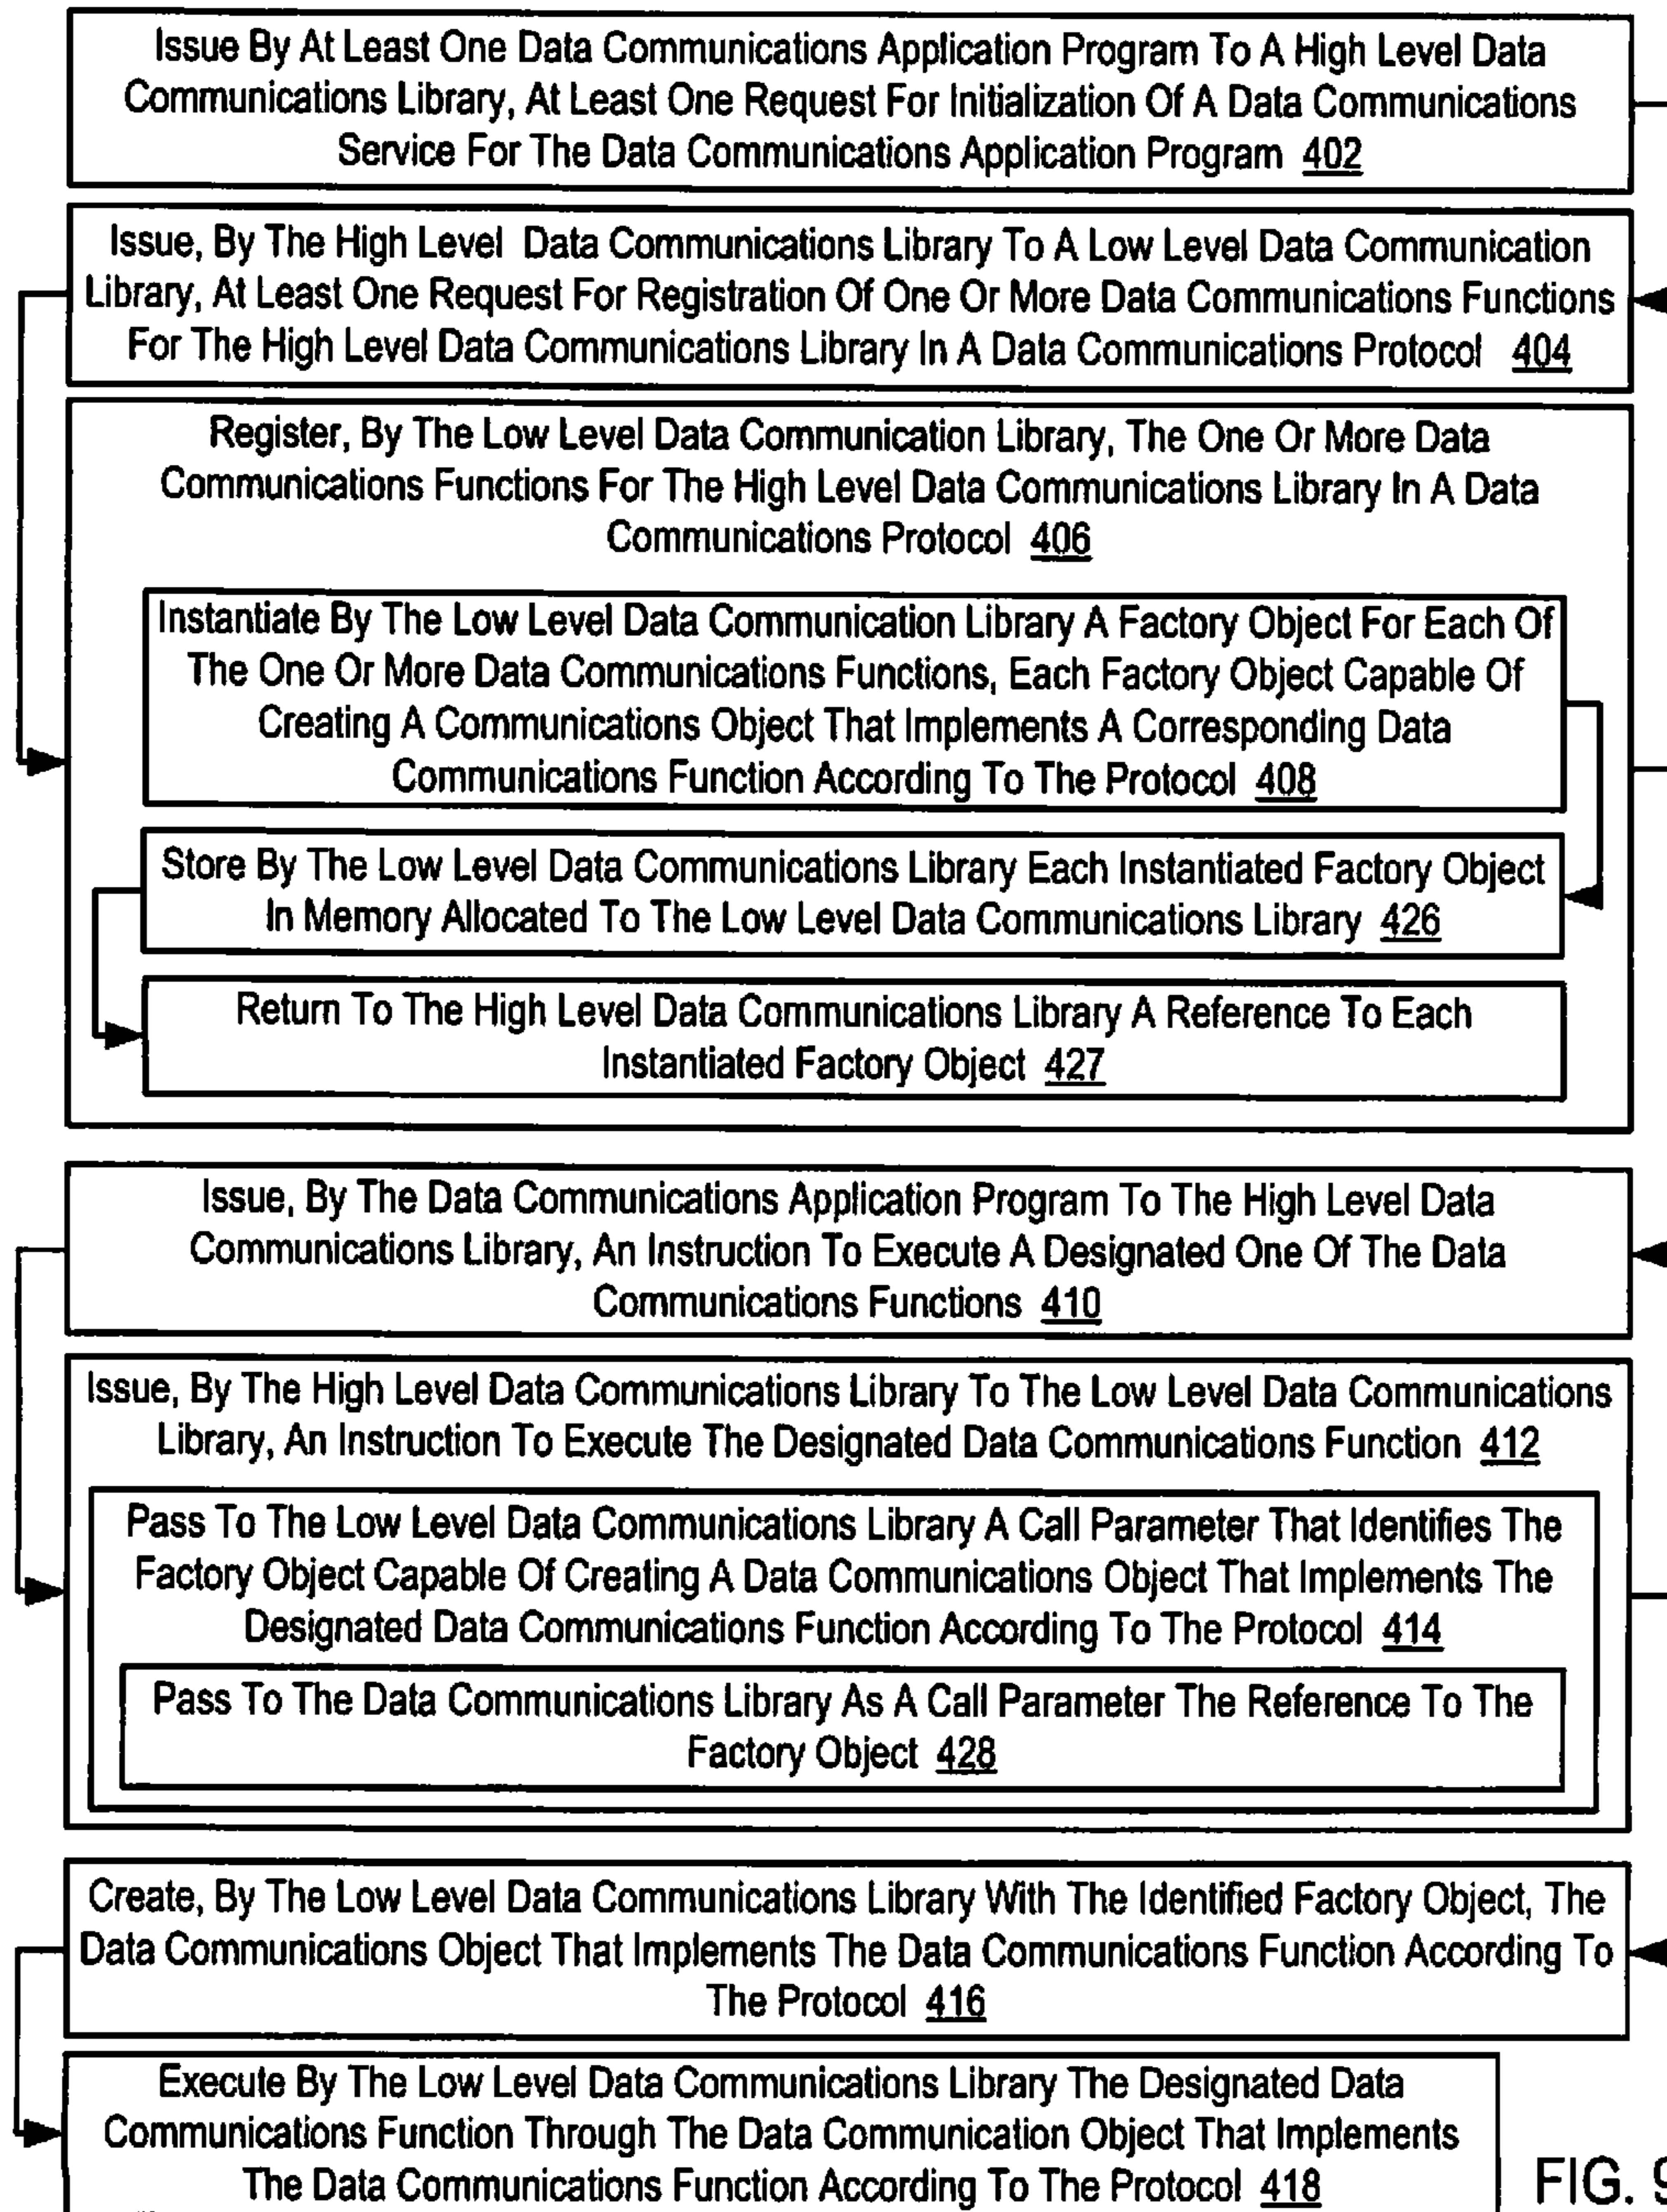 Issue By At Least One Data Communications Application Program To A High Level Data
Communications Library, At Least One Request For Initialization Of A Data Communications
Service For The Data Communications Application Program 402
Issue, By The High Level Data Communications Library To A Low Level Data Communication
Library, At Least One Request For Registration Of One Or More Data Communications Functions
For The High Level Data Communications Library In A Data Communications Protocol 404
Register, By The Low Level Data Communication Library, The One Or More Data
Communications Functions For The High Level Data Communications Library In A Data
Communications Protocol 406
Instantiate By The Low Level Data Communication Library A Factory Object For Each Of
The One Or More Data Communications Functions, Each Factory Object Capable Of
Creating A Communications Object That Implements A Corresponding Data
Communications Function According To The Protocol 408
Store By The Low Level Data Communications Library Each Instantiated Factory Object
In Memory Allocated To The Low Level Data Communications Library 426
Return To The High Level Data Communications Library A Reference To Each
Instantiated Factory Object 427
Issue, By The Data Communications Application Program To The High Level Data
Communications Library, An Instruction To Execute A Designated One Of The Data
Communications Functions 410
Issue, By The High Level Data Communications Library To The Low Level Data Communications
Library, An Instruction To Execute The Designated Data Communications Function 412
Pass To The Low Level Data Communications Library A Call Parameter That Identifies The
Factory Object Capable Of Creating A Data Communications Object That Implements The
Designated Data Communications Function According To The Protocol 414
Pass To The Data Communications Library As A Call Parameter The Reference To The
Factory Object 428
Create, By The Low Level Data Communications Library With The Identified Factory Object, The
Data Communications Object That Implements The Data Communications Function According To
The Protocol 416
Execute By The Low Level Data Communications Library The Designated Data
Communications Function Through The Data Communication Object That Implements
The Data Communications Function According To The Protocol 418
FIG. 9